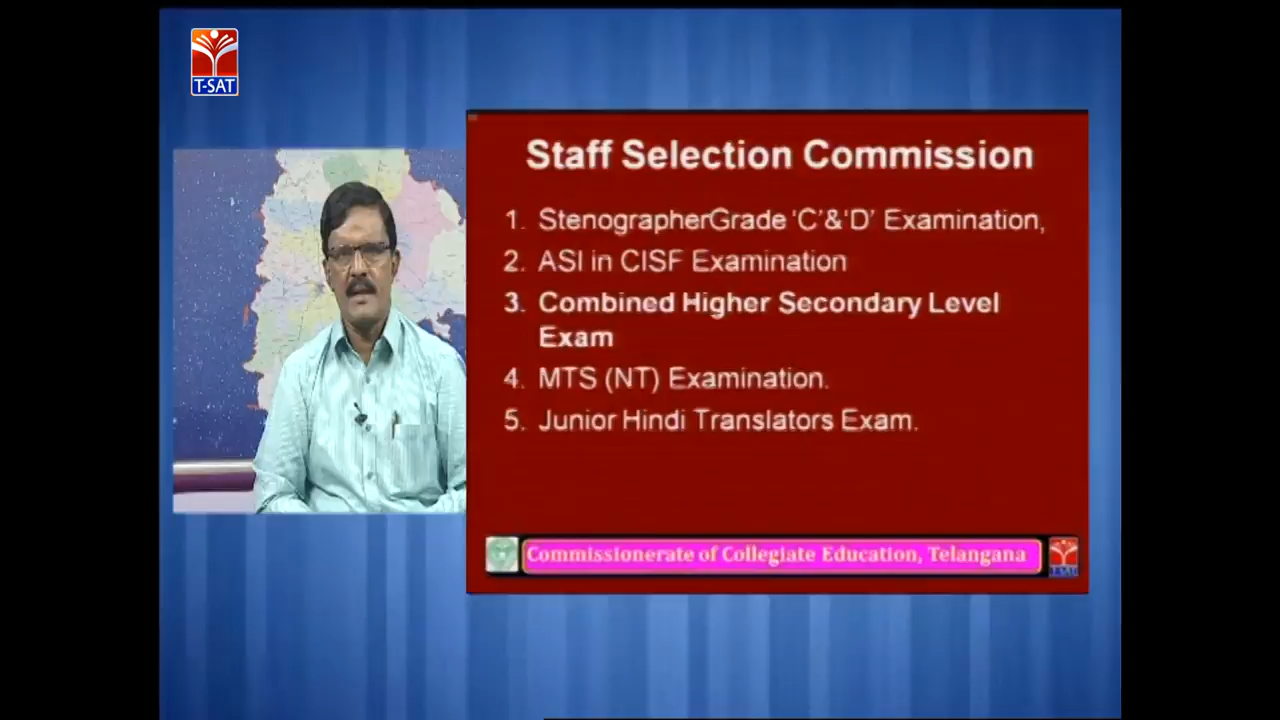 T-SAT
Staff Selection Commission
1. StenographerGrade ‘C’&‘D’ Examination,
2. ASI in CISF Examination
3. Combined Higher Secondary Level
Exam
4. MTS (NT) Examination.
5. Junior Hindi Translators Exam.
Commissionerate of Collegiate Education, Telangana
T-SAT